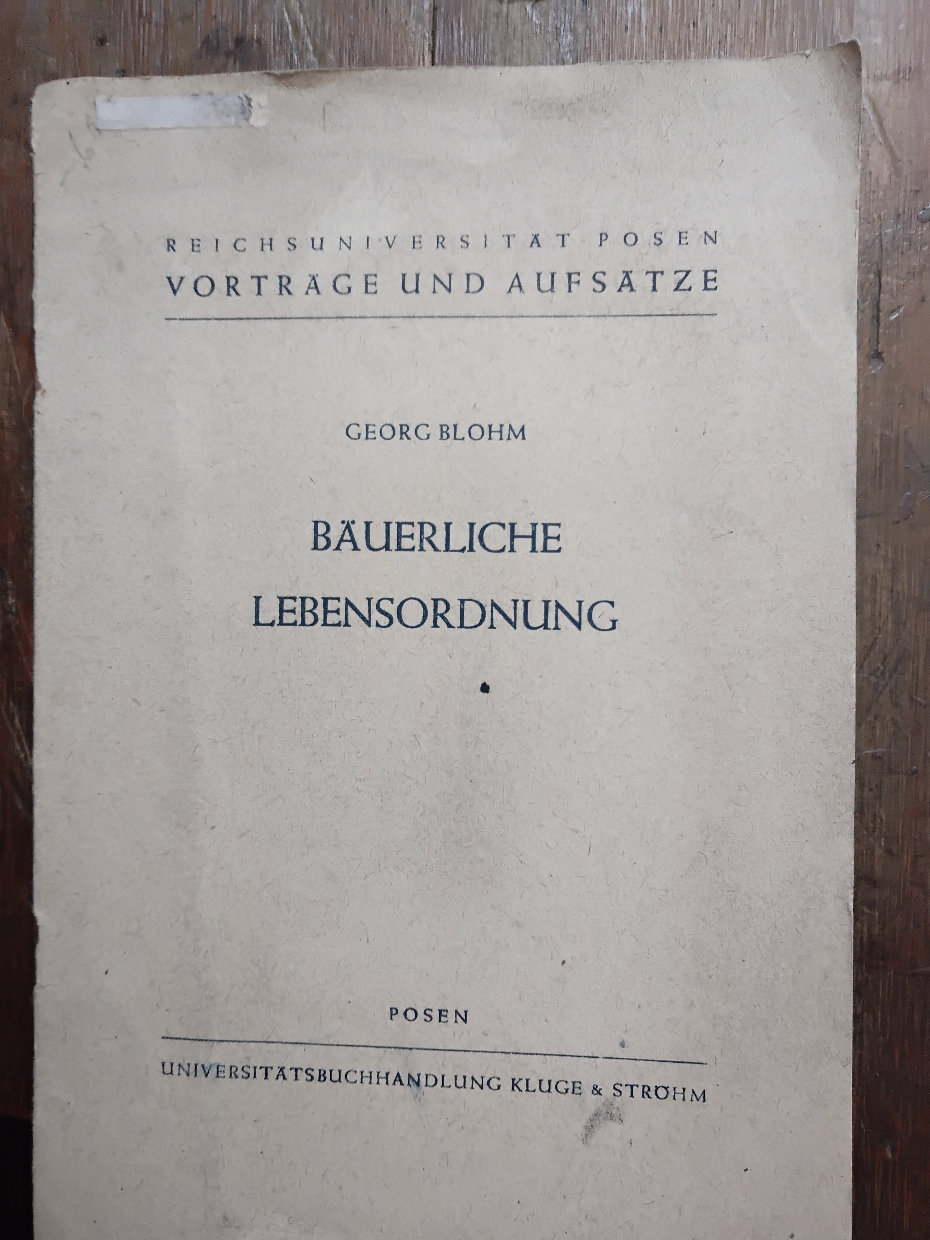 REICHSUNIVERSITÄT POSEN
VORTRÄGE UND AUFSÄTZE
GEORG BLOHM
BÄUERLICHE
LEBENSORDNUNG
POSEN
UNIVERSITÄTSBUCHHANDLUNG KLUGE & STRÖHM